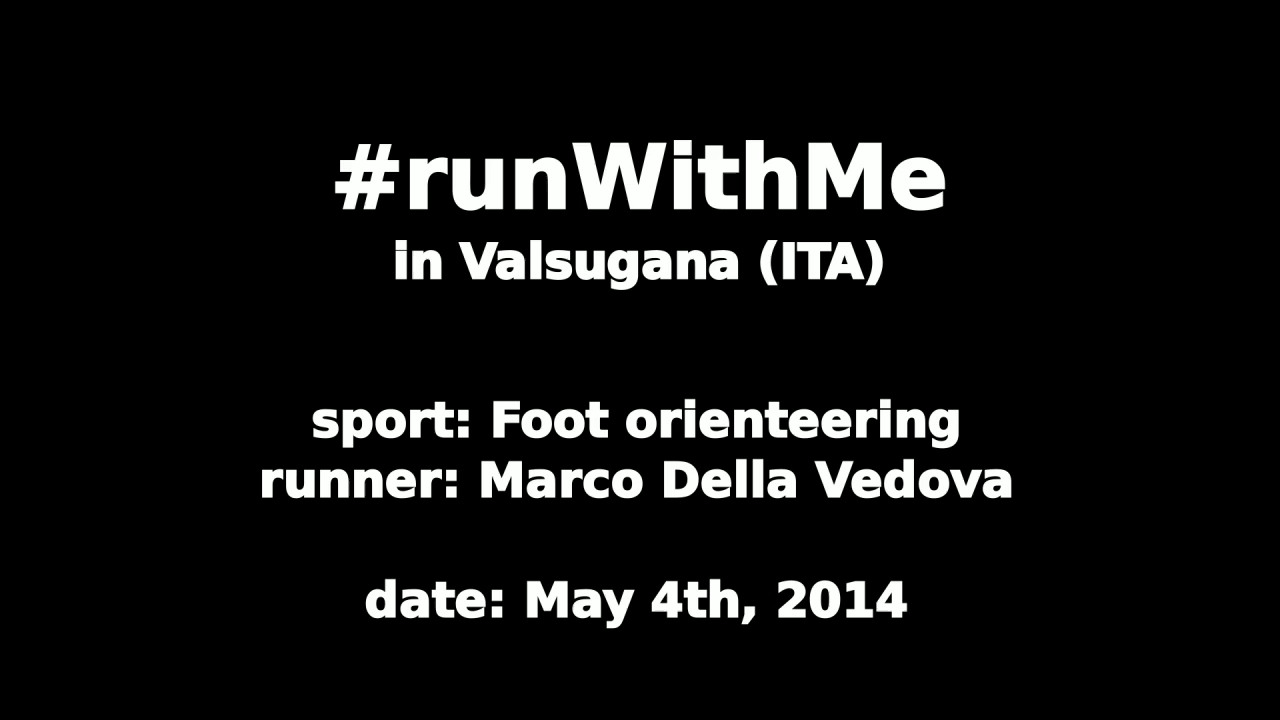 #runWithMe
in Valsugana (ITA)
sport: Foot orienteering
runner: Marco Della Vedova
date: May 4th, 2014